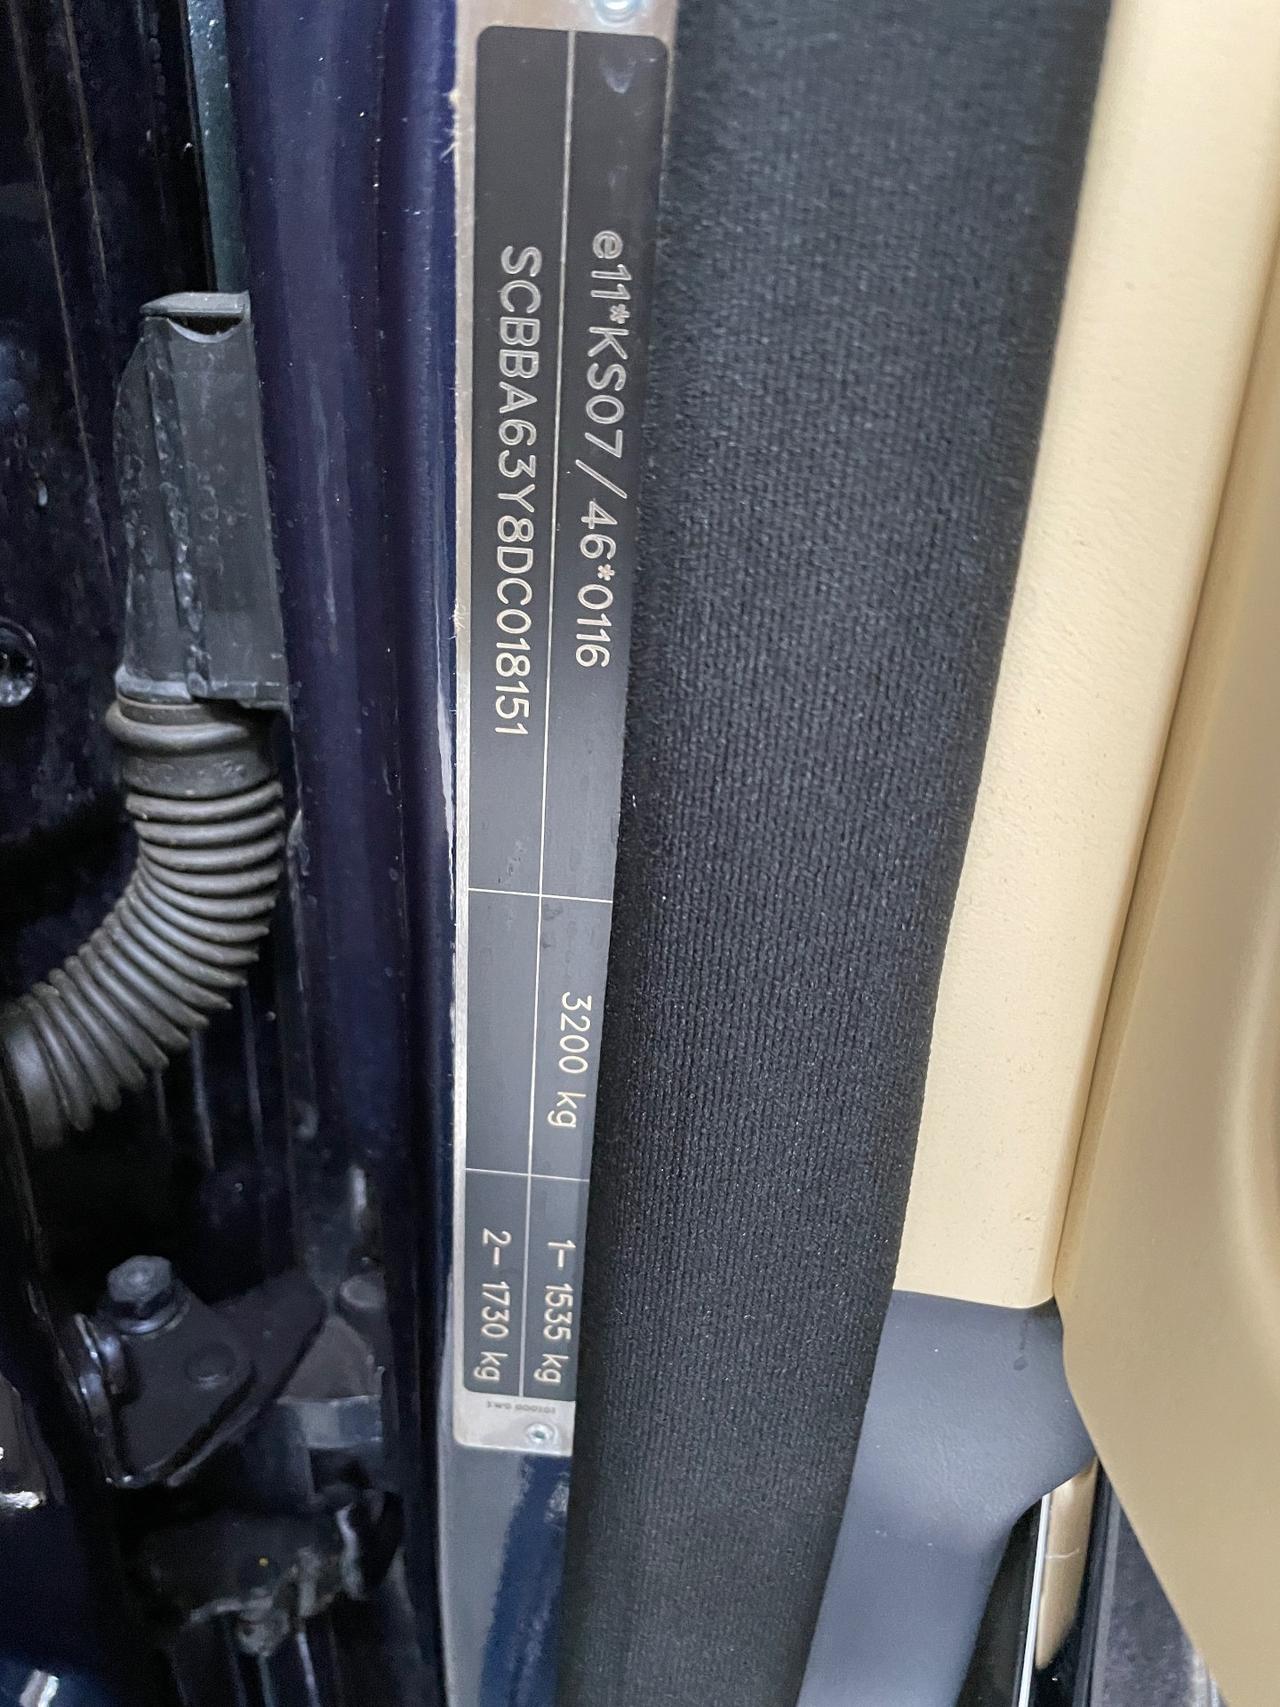 e11*KS07/46*0116
SCBBA63Y8DC018151
3200 kg
1– 1535 kg
2– 1730 kg